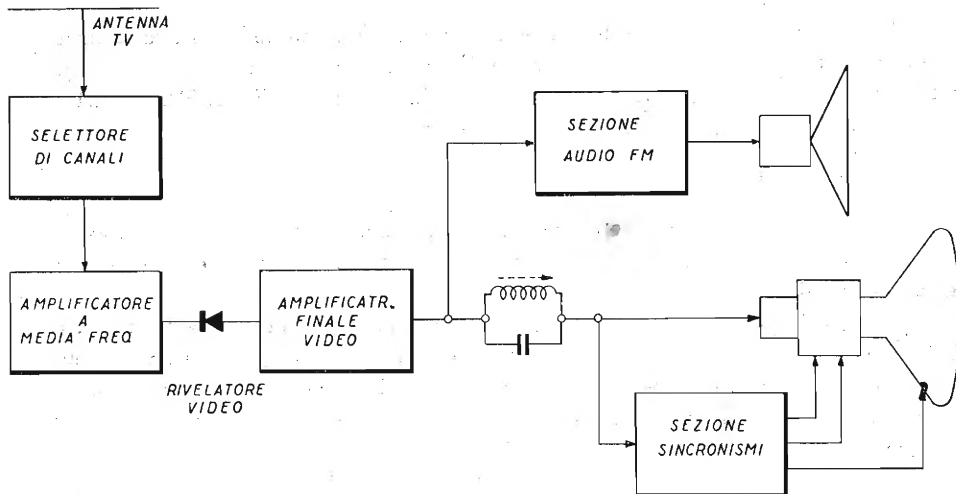 ANTENNA
TV
SELETTORE
DI CANALI
SEZIONE
AUDIO FM
AMPLIFICATORE
A
MEDIA FREQ
AMPLIFICATR.
FINALE
VIDEO
RIVELATORE
VIDEO
SEZIONE
SINCRONISMI